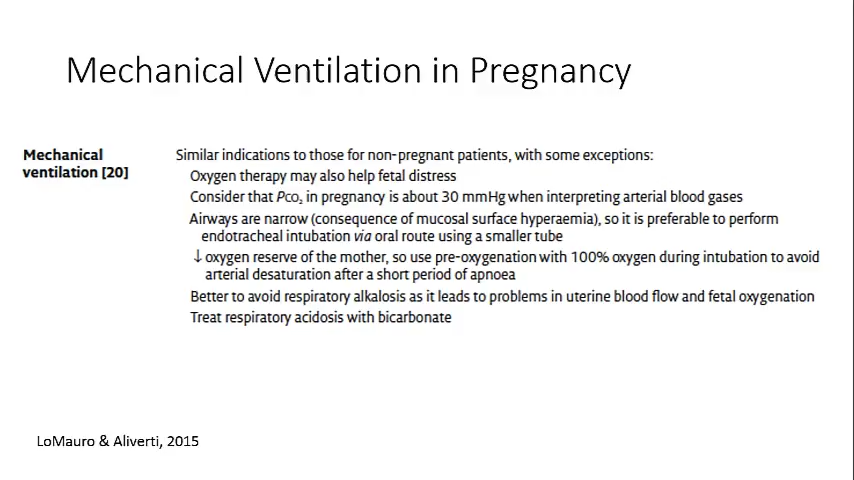 Mechanical Ventilation in Pregnancy
Mechanical
ventilation [20]
Similar indications to those for non-pregnant patients, with some exceptions:
Oxygen therapy may also help fetal distress
Consider that PCO₂ in pregnancy is about 30 mmHg when interpreting arterial blood gases
Airways are narrow (consequence of mucosal surface hyperaemia), so it is preferable to perform
endotracheal intubation via oral route using a smaller tube
↓ oxygen reserve of the mother, so use pre-oxygenation with 100% oxygen during intubation to avoid
arterial desaturation after a short period of apnoea
Better to avoid respiratory alkalosis as it leads to problems in uterine blood flow and fetal oxygenation
Treat respiratory acidosis with bicarbonate
LoMauro & Aliverti, 2015